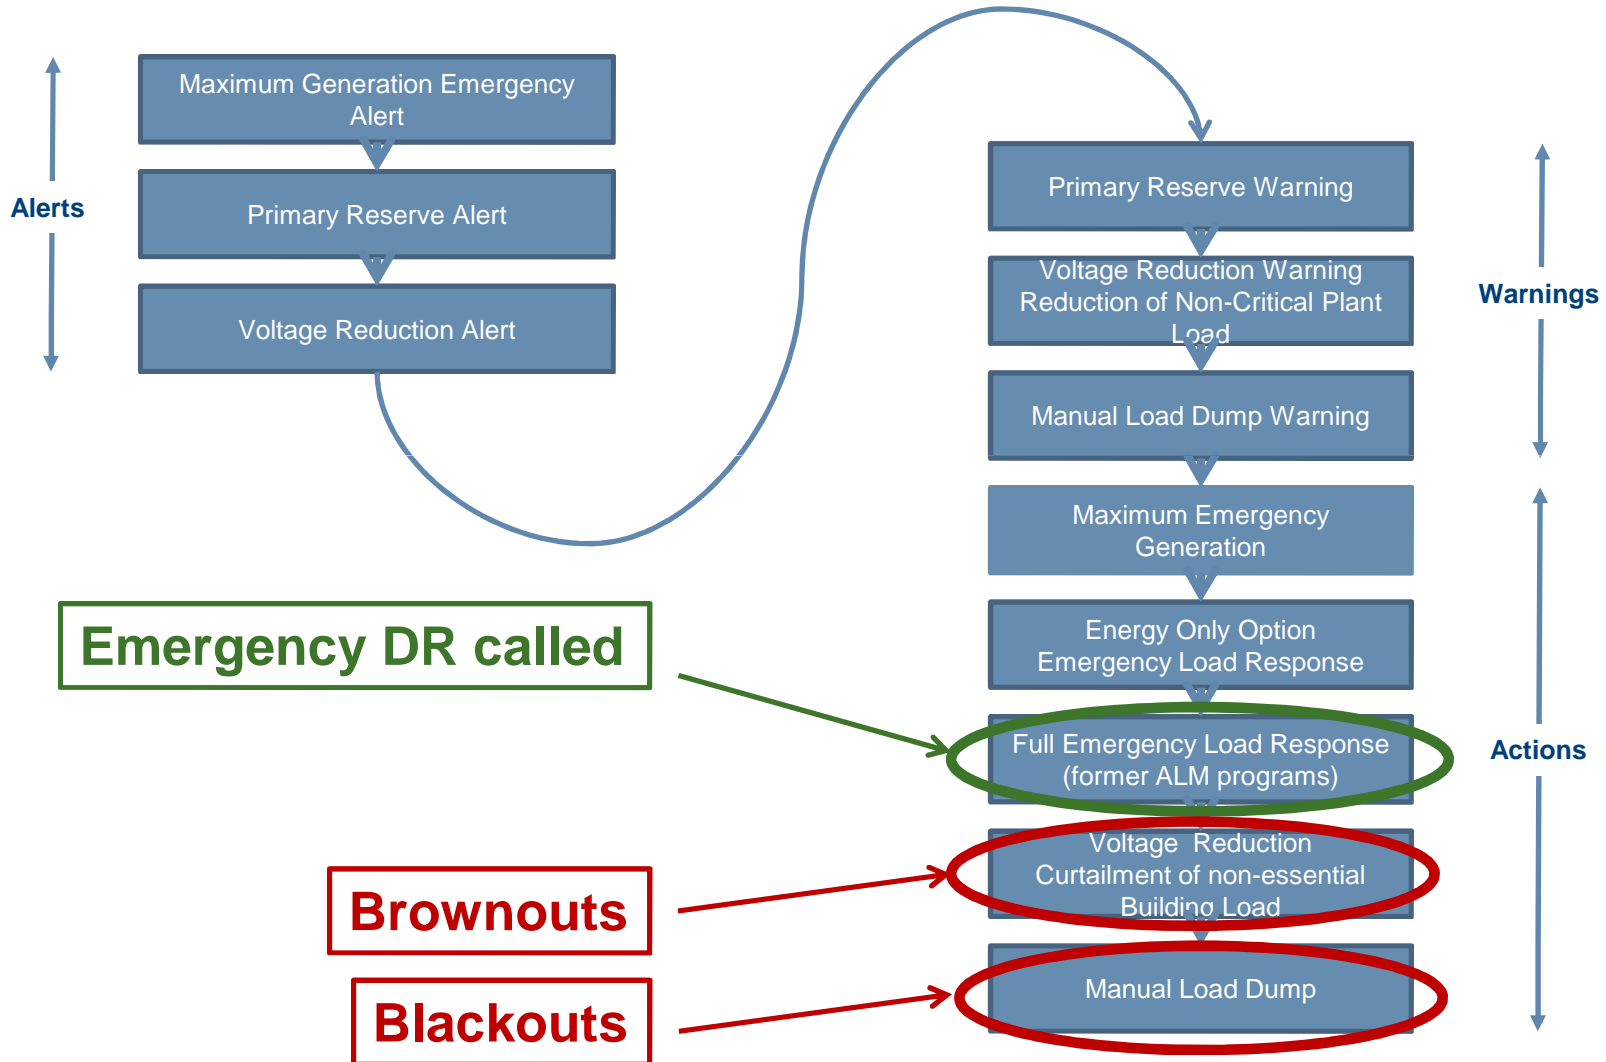 Alerts
Maximum Generation Emergency
Alert
Primary Reserve Alert
Voltage Reduction Alert
Primary Reserve Warning
Voltage Reduction Warning
Reduction of Non-Critical Plant
Load
Manual Load Dump Warning
Warnings
Maximum Emergency
Generation
Energy Only Option
Emergency Load Response
Full Emergency Load Response
(former ALM programs)
Voltage Reduction
Curtailment of non-essential
Building Load
Manual Load Dump
Actions
Emergency DR called
Brownouts
Blackouts